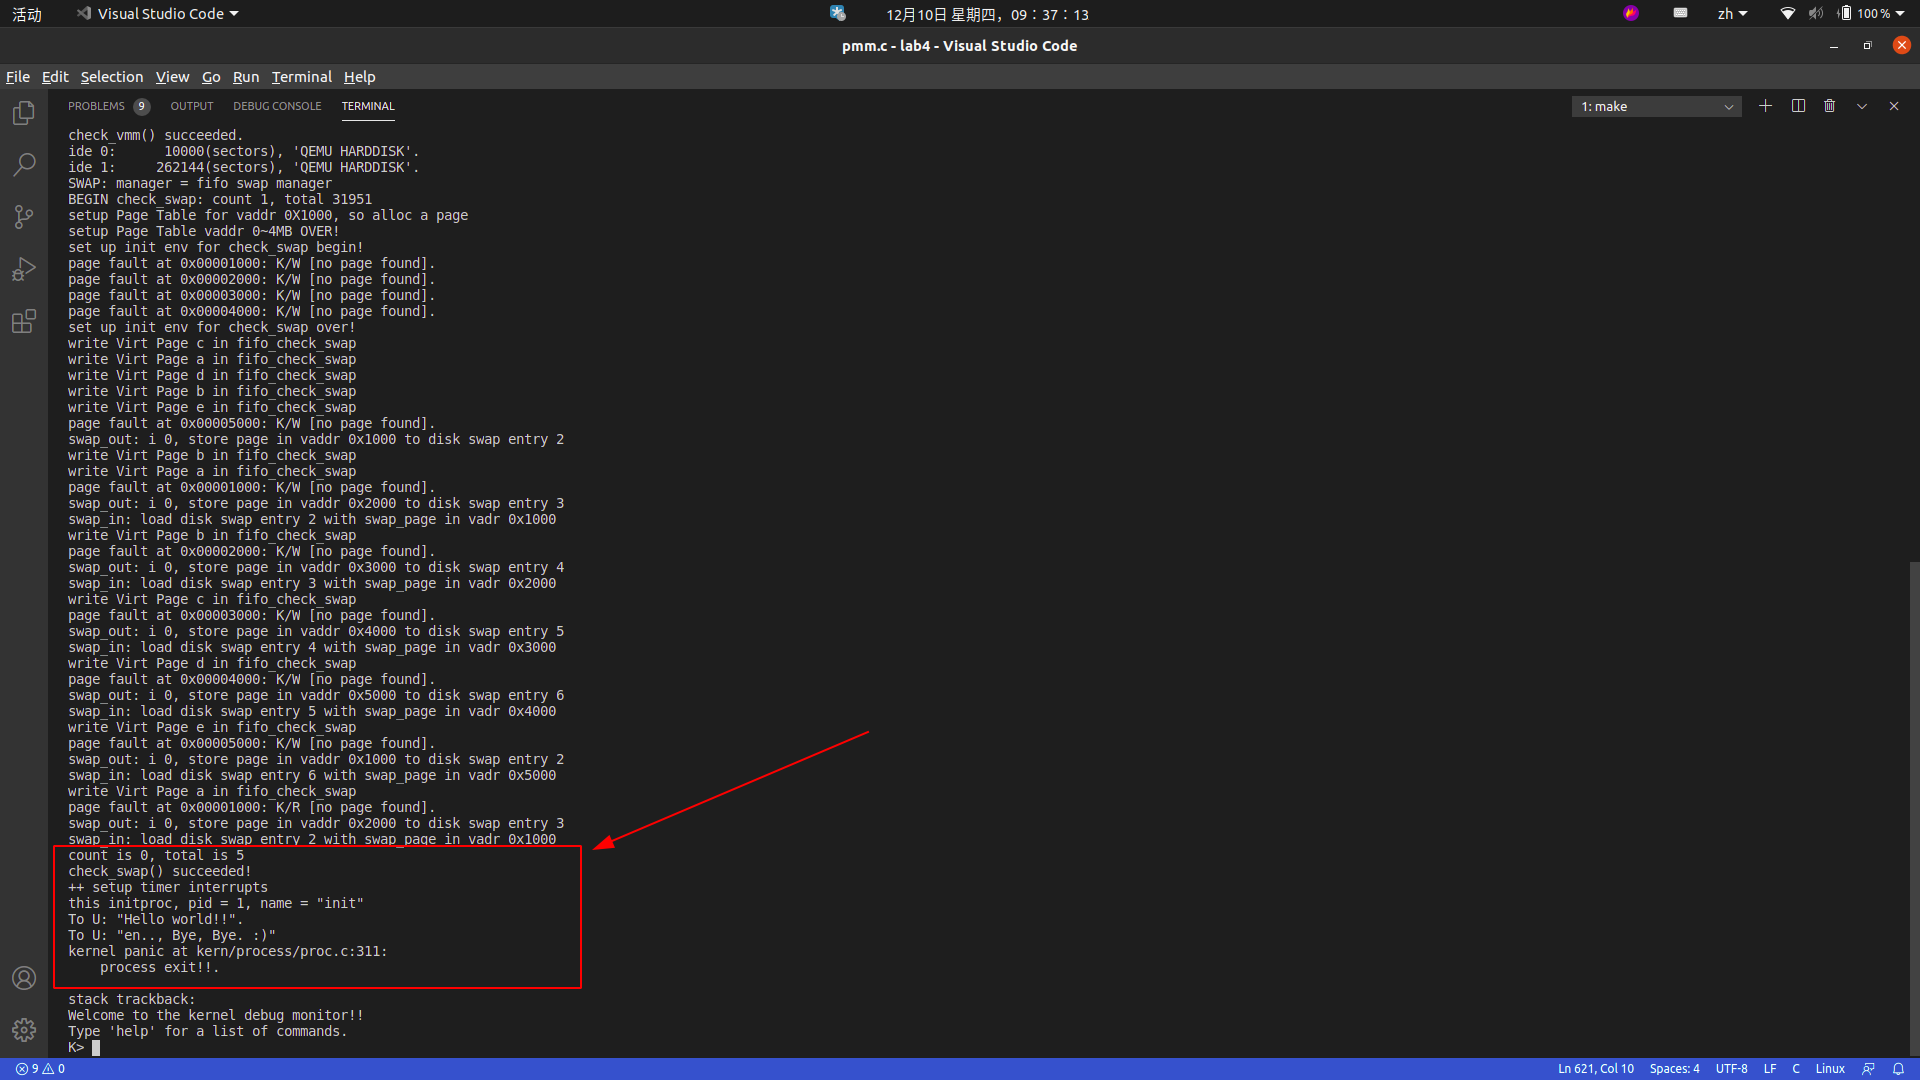 活动
Visual Studio Code
12月10日 星期四，09：37：13
zh
100 %
pmm.c - lab4 - Visual Studio Code
File Edit Selection View Go Run Terminal Help
PROBLEMS 9 OUTPUT DEBUG CONSOLE TERMINAL
1: make
check_vmm() succeeded.
ide 0:      10000(sectors), 'QEMU HARDDISK'.
ide 1:     262144(sectors), 'QEMU HARDDISK'.
SWAP: manager = fifo swap manager
BEGIN check_swap: count 1, total 31951
setup Page Table for vaddr 0X1000, so alloc a page
setup Page Table vaddr 0~4MB OVER!
set up init env for check_swap begin!
page fault at 0x00001000: K/W [no page found].
page fault at 0x00002000: K/W [no page found].
page fault at 0x00003000: K/W [no page found].
page fault at 0x00004000: K/W [no page found].
set up init env for check_swap over!
write Virt Page c in fifo_check_swap
write Virt Page a in fifo_check_swap
write Virt Page d in fifo_check_swap
write Virt Page b in fifo_check_swap
write Virt Page e in fifo_check_swap
page fault at 0x00005000: K/W [no page found].
swap_out: i 0, store page in vaddr 0x1000 to disk swap entry 2
write Virt Page b in fifo_check_swap
write Virt Page a in fifo_check_swap
page fault at 0x00001000: K/W [no page found].
swap_out: i 0, store page in vaddr 0x2000 to disk swap entry 3
swap_in: load disk swap entry 2 with swap_page in vadr 0x1000
write Virt Page b in fifo_check_swap
page fault at 0x00002000: K/W [no page found].
swap_out: i 0, store page in vaddr 0x3000 to disk swap entry 4
swap_in: load disk swap entry 3 with swap_page in vadr 0x2000
write Virt Page c in fifo_check_swap
page fault at 0x00003000: K/W [no page found].
swap_out: i 0, store page in vaddr 0x4000 to disk swap entry 5
swap_in: load disk swap entry 4 with swap_page in vadr 0x3000
write Virt Page d in fifo_check_swap
page fault at 0x00004000: K/W [no page found].
swap_out: i 0, store page in vaddr 0x5000 to disk swap entry 6
swap_in: load disk swap entry 5 with swap_page in vadr 0x4000
write Virt Page e in fifo_check_swap
page fault at 0x00005000: K/W [no page found].
swap_out: i 0, store page in vaddr 0x1000 to disk swap entry 2
swap_in: load disk swap entry 6 with swap_page in vadr 0x5000
write Virt Page a in fifo_check_swap
page fault at 0x00001000: K/R [no page found].
swap_out: i 0, store page in vaddr 0x2000 to disk swap entry 3
swap_in: load disk swap entry 2 with swap_page in vadr 0x1000
count is 0, total is 5
check_swap() succeeded!
++ setup timer interrupts
this initproc, pid = 1, name = "init"
To U: "Hello world!!".
To U: "en.., Bye, Bye. :)"
kernel panic at kern/process/proc.c:311:
    process exit!!.
stack trackback:
Welcome to the kernel debug monitor!!
Type 'help' for a list of commands.
K>
9 0
Ln 621, Col 10 Spaces: 4 UTF-8 LF C Linux